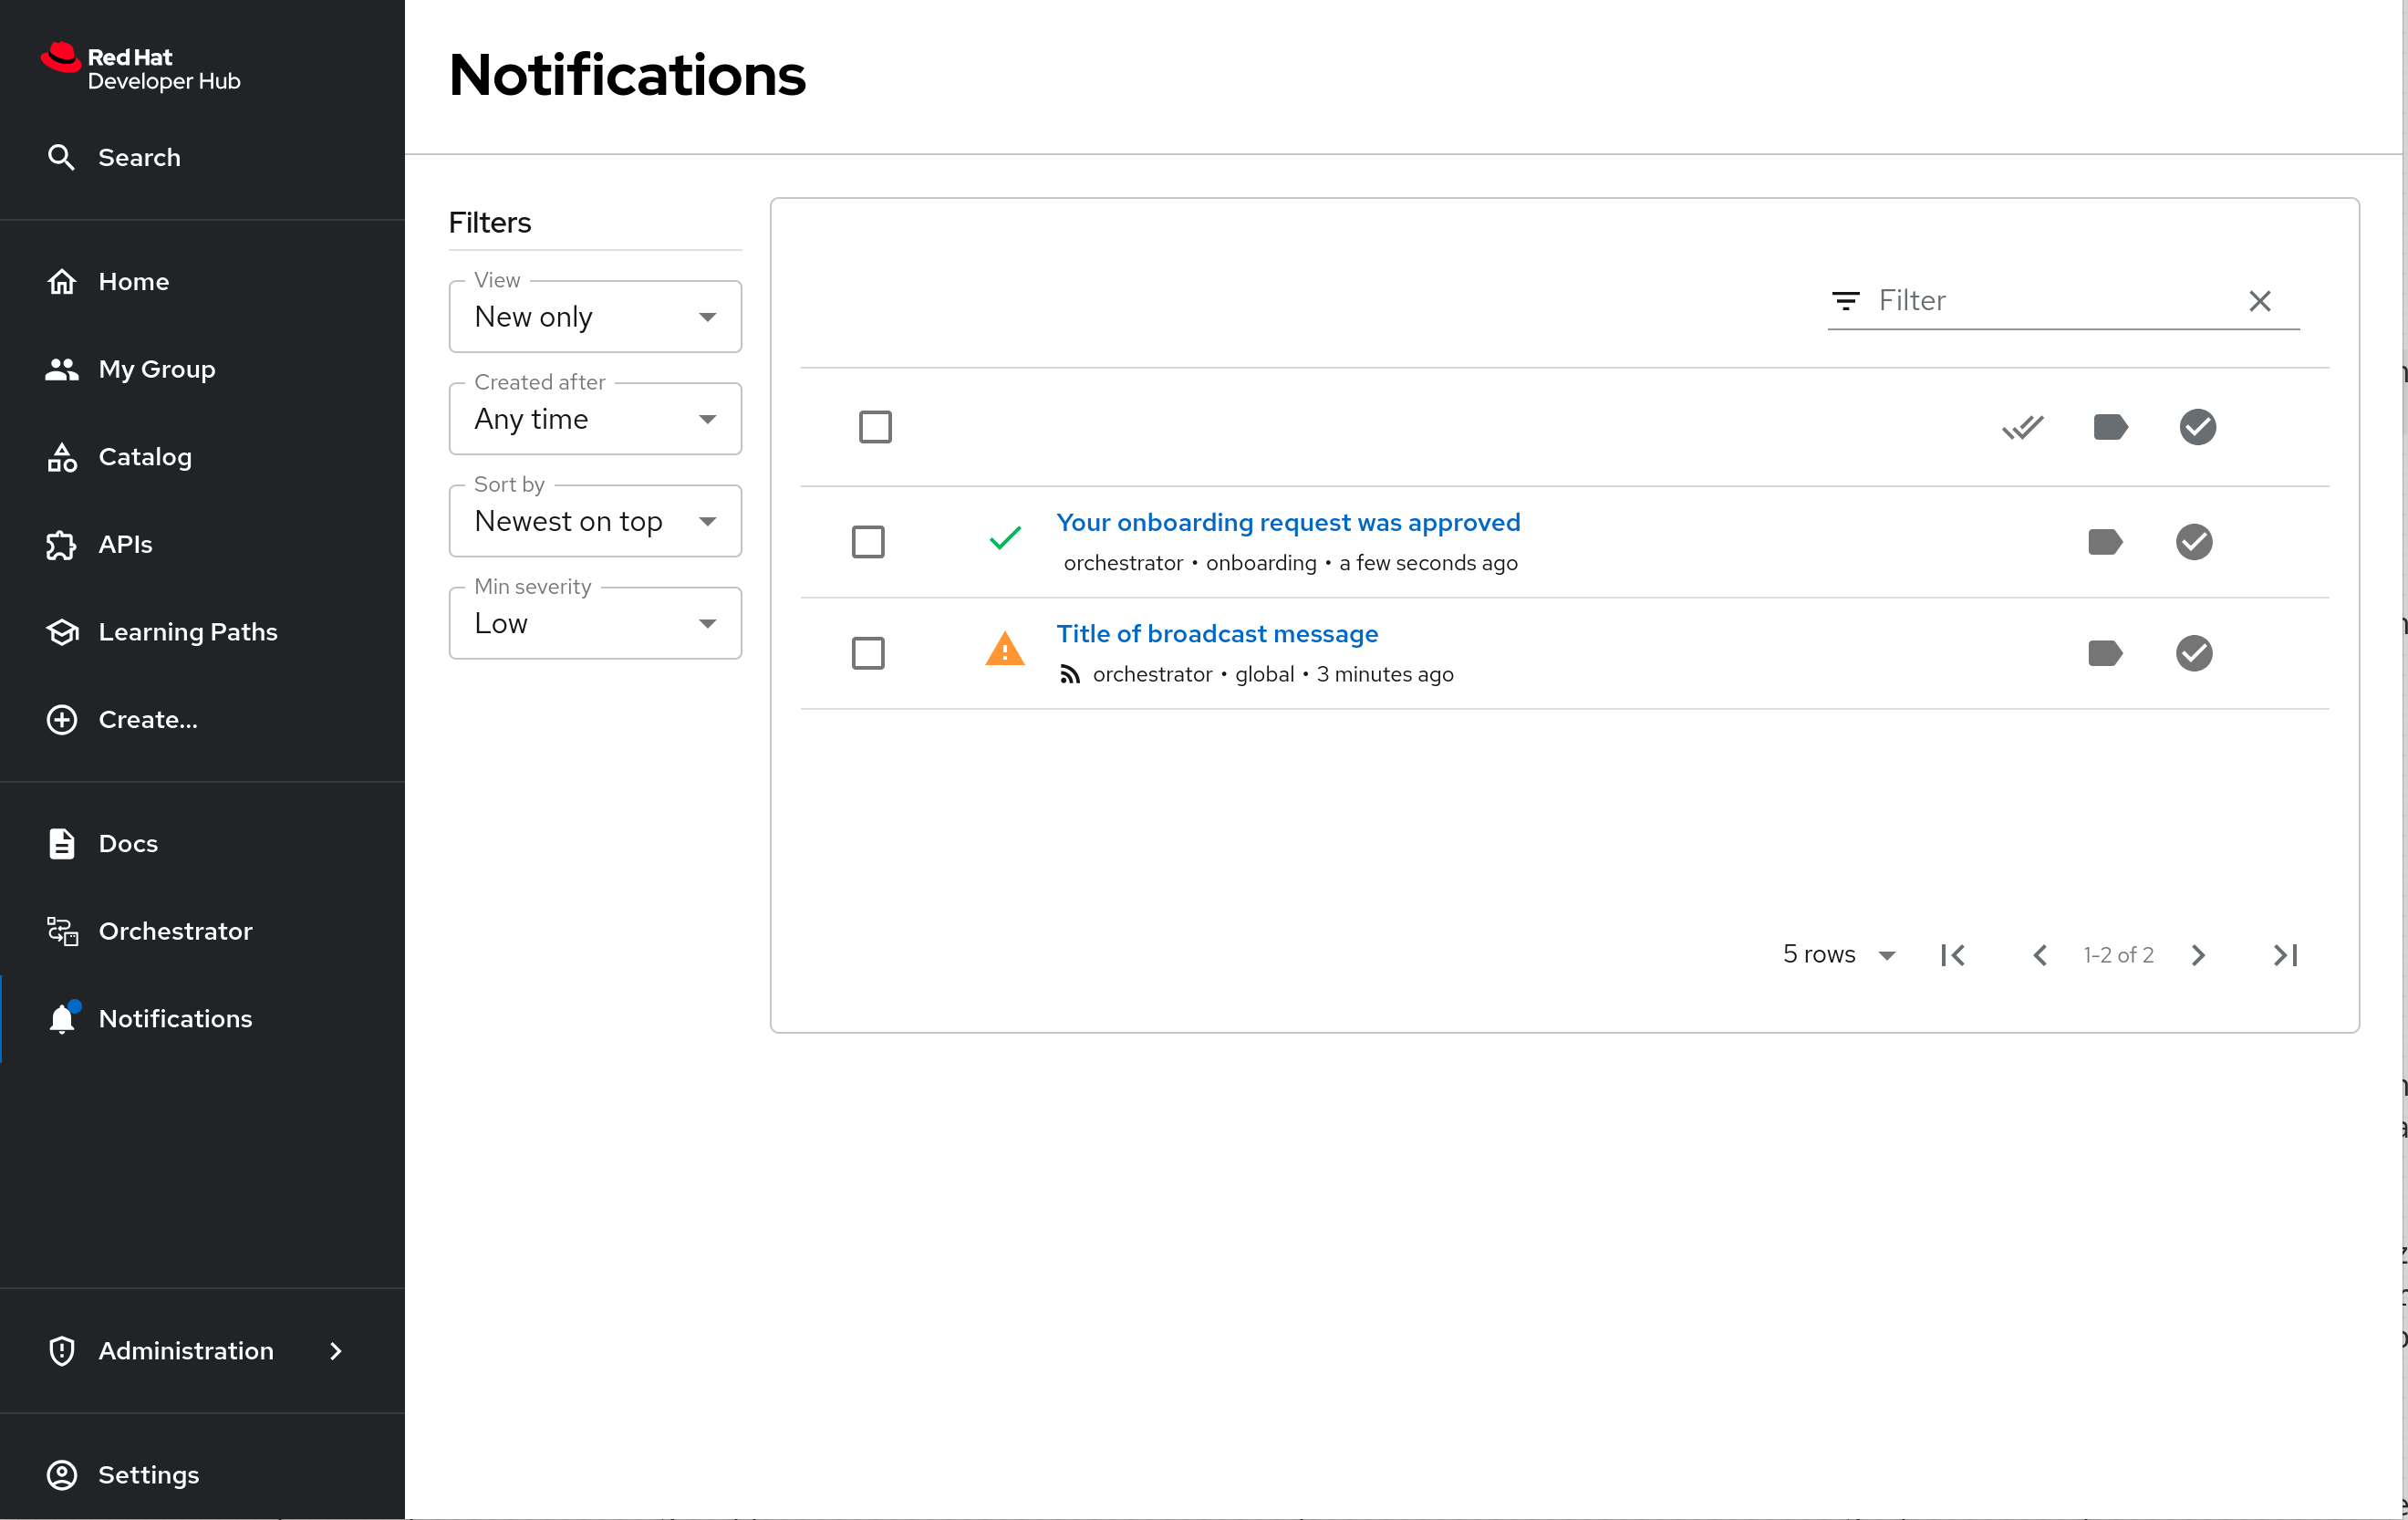 Red Hat
Developer Hub
Search
Home
My Group
Catalog
APIs
Learning Paths
Create...
Docs
Orchestrator
Notifications
Administration
Settings
Notifications
Filters
View
New only
Created after
Any time
Sort by
Newest on top
Min severity
Low
Filter
Your onboarding request was approved
orchestrator • onboarding • a few seconds ago
Title of broadcast message
orchestrator • global • 3 minutes ago
5 rows
1-2 of 2